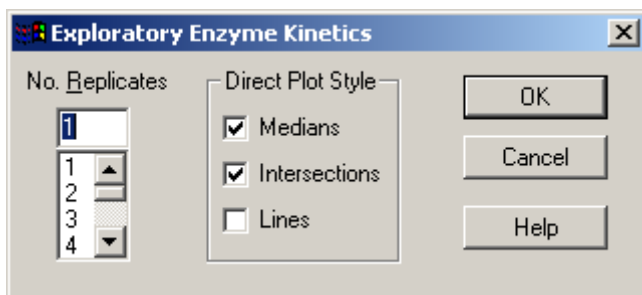 Exploratory Enzyme Kinetics
No. Replicates
1
1
2
3
4
Direct Plot Style
Medians
Intersections
Lines
OK
Cancel
Help